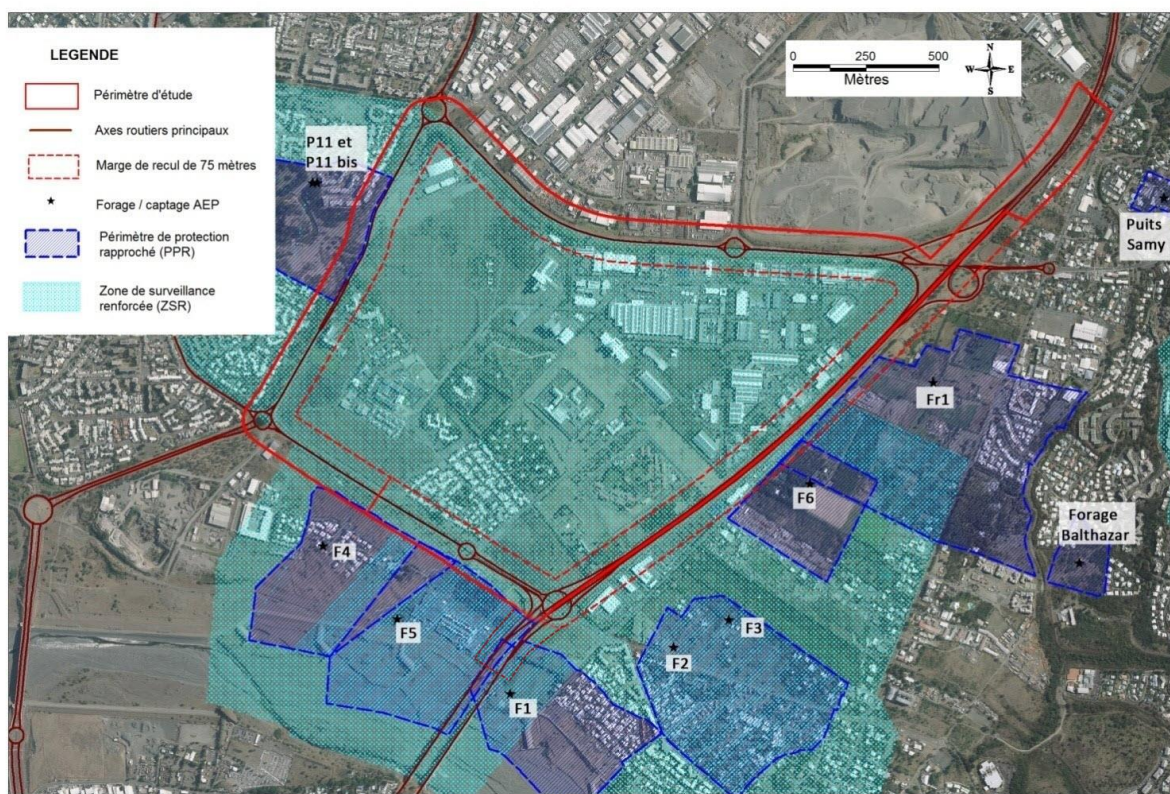 LEGENDE
Périmètre d'étude
Axes routiers principaux
Marge de recul de 75 mètres
Forage / captage AEP
Périmètre de protection
rapproché (PPR)
Zone de surveillance
renforcée (ZSR)
0 250 500
Mètres
N
W E
S
P11 et
P11 bis
Puits
Samy
Fr1
F6
Forage
Balthazar
F4
F5
F3
F2
F1